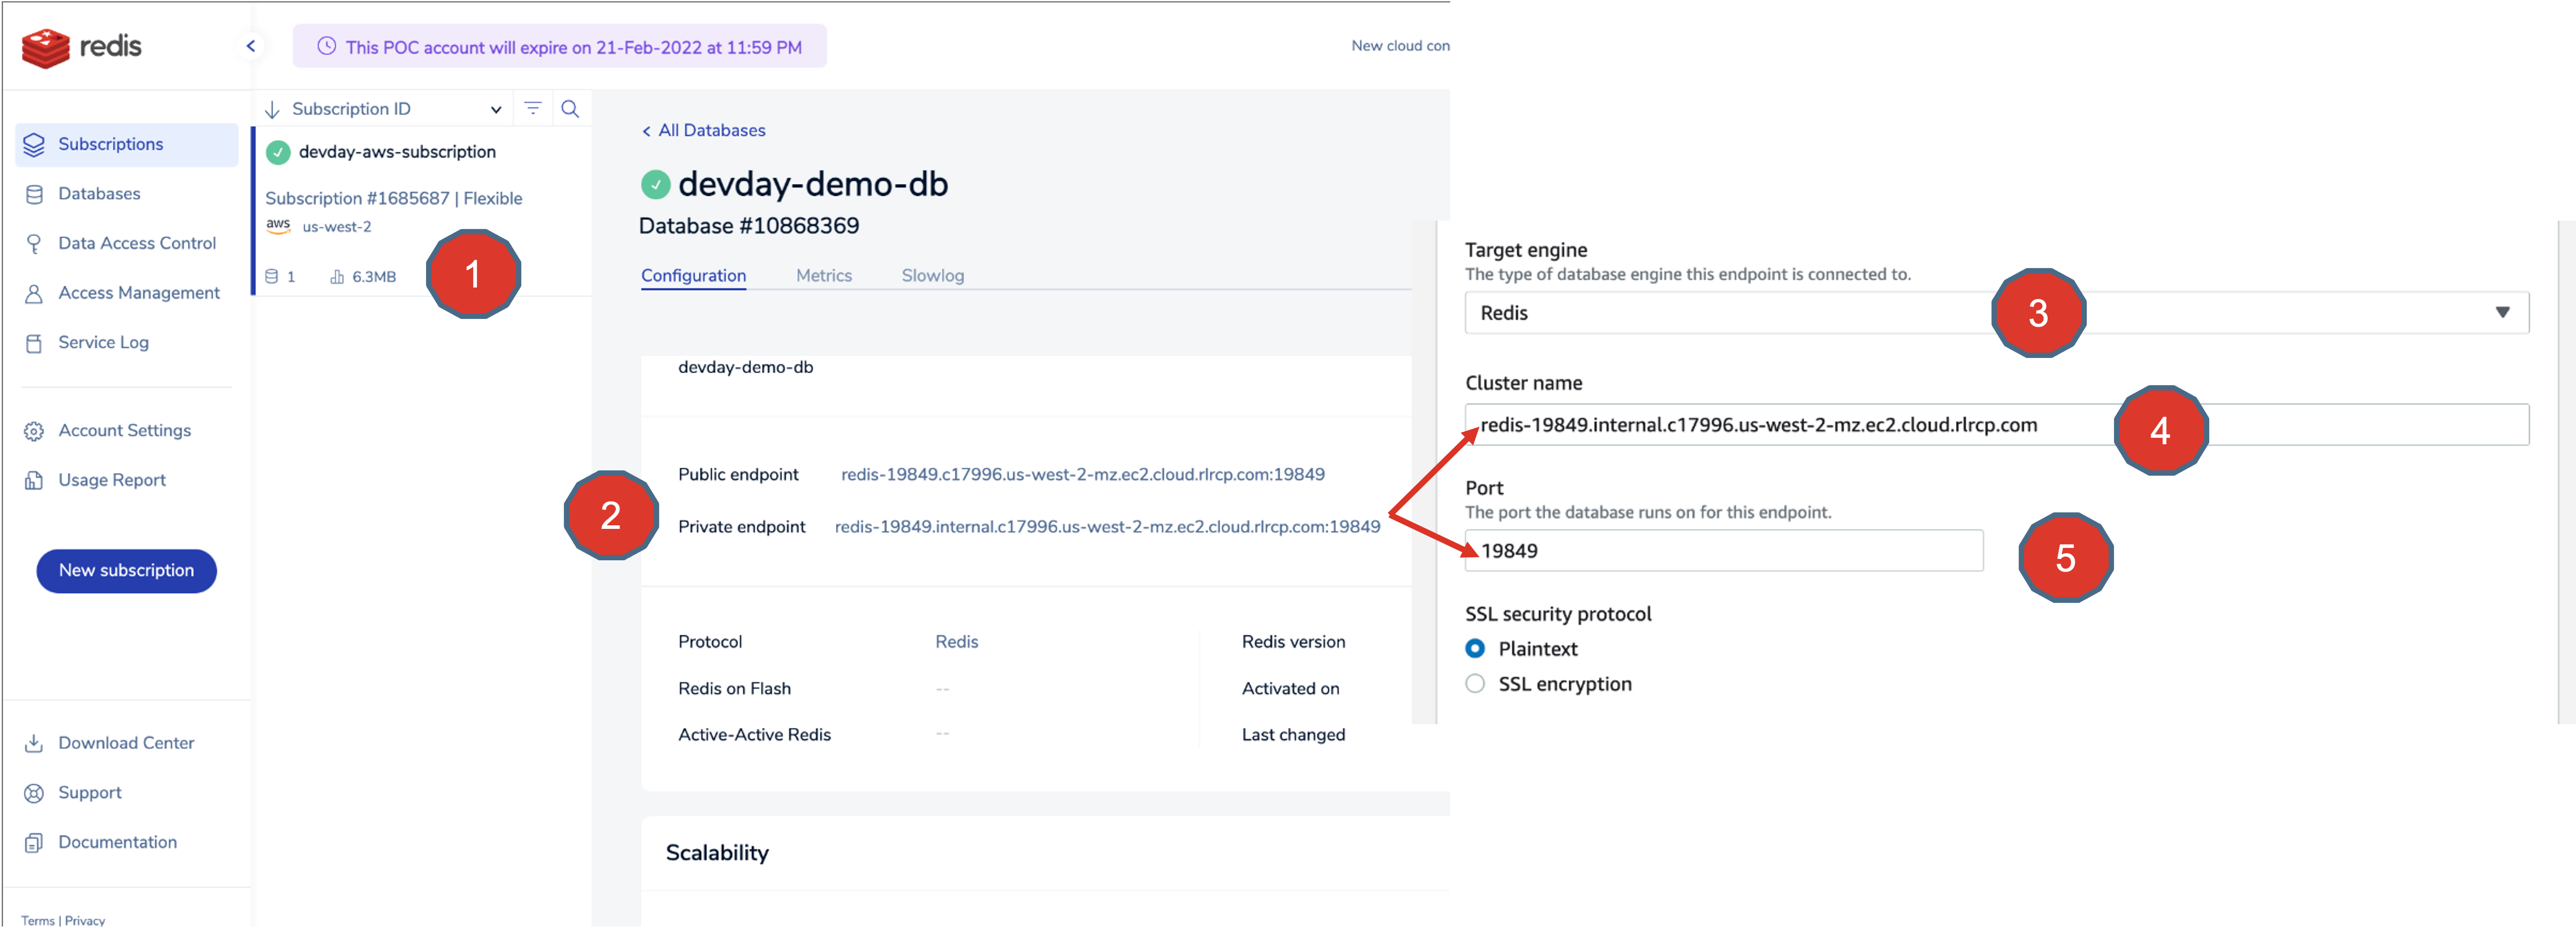 redis
This POC account will expire on 21-Feb-2022 at 11:59 PM
New cloud con
Subscriptions
Databases
Data Access Control
Access Management
Service Log
Account Settings
Usage Report
New subscription
Download Center
Support
Documentation
Terms | Privacy
Subscription ID
devday-aws-subscription
Subscription #1685687 | Flexible
aws us-west-2
1 6.3MB
1
< All Databases
devday-demo-db
Database #10868369
Configuration Metrics Slowlog
devday-demo-db
Public endpoint redis-19849.c17996.us-west-2-mz.ec2.cloud.rlrcp.com:19849
2
Private endpoint redis-19849.internal.c17996.us-west-2-mz.ec2.cloud.rlrcp.com:19849
Protocol Redis Redis version
Redis on Flash -- Activated on
Active-Active Redis -- Last changed
Scalability
Target engine
The type of database engine this endpoint is connected to.
Redis
3
Cluster name
redis-19849.internal.c17996.us-west-2-mz.ec2.cloud.rlrcp.com
4
Port
The port the database runs on for this endpoint.
19849
5
SSL security protocol
Plaintext
SSL encryption